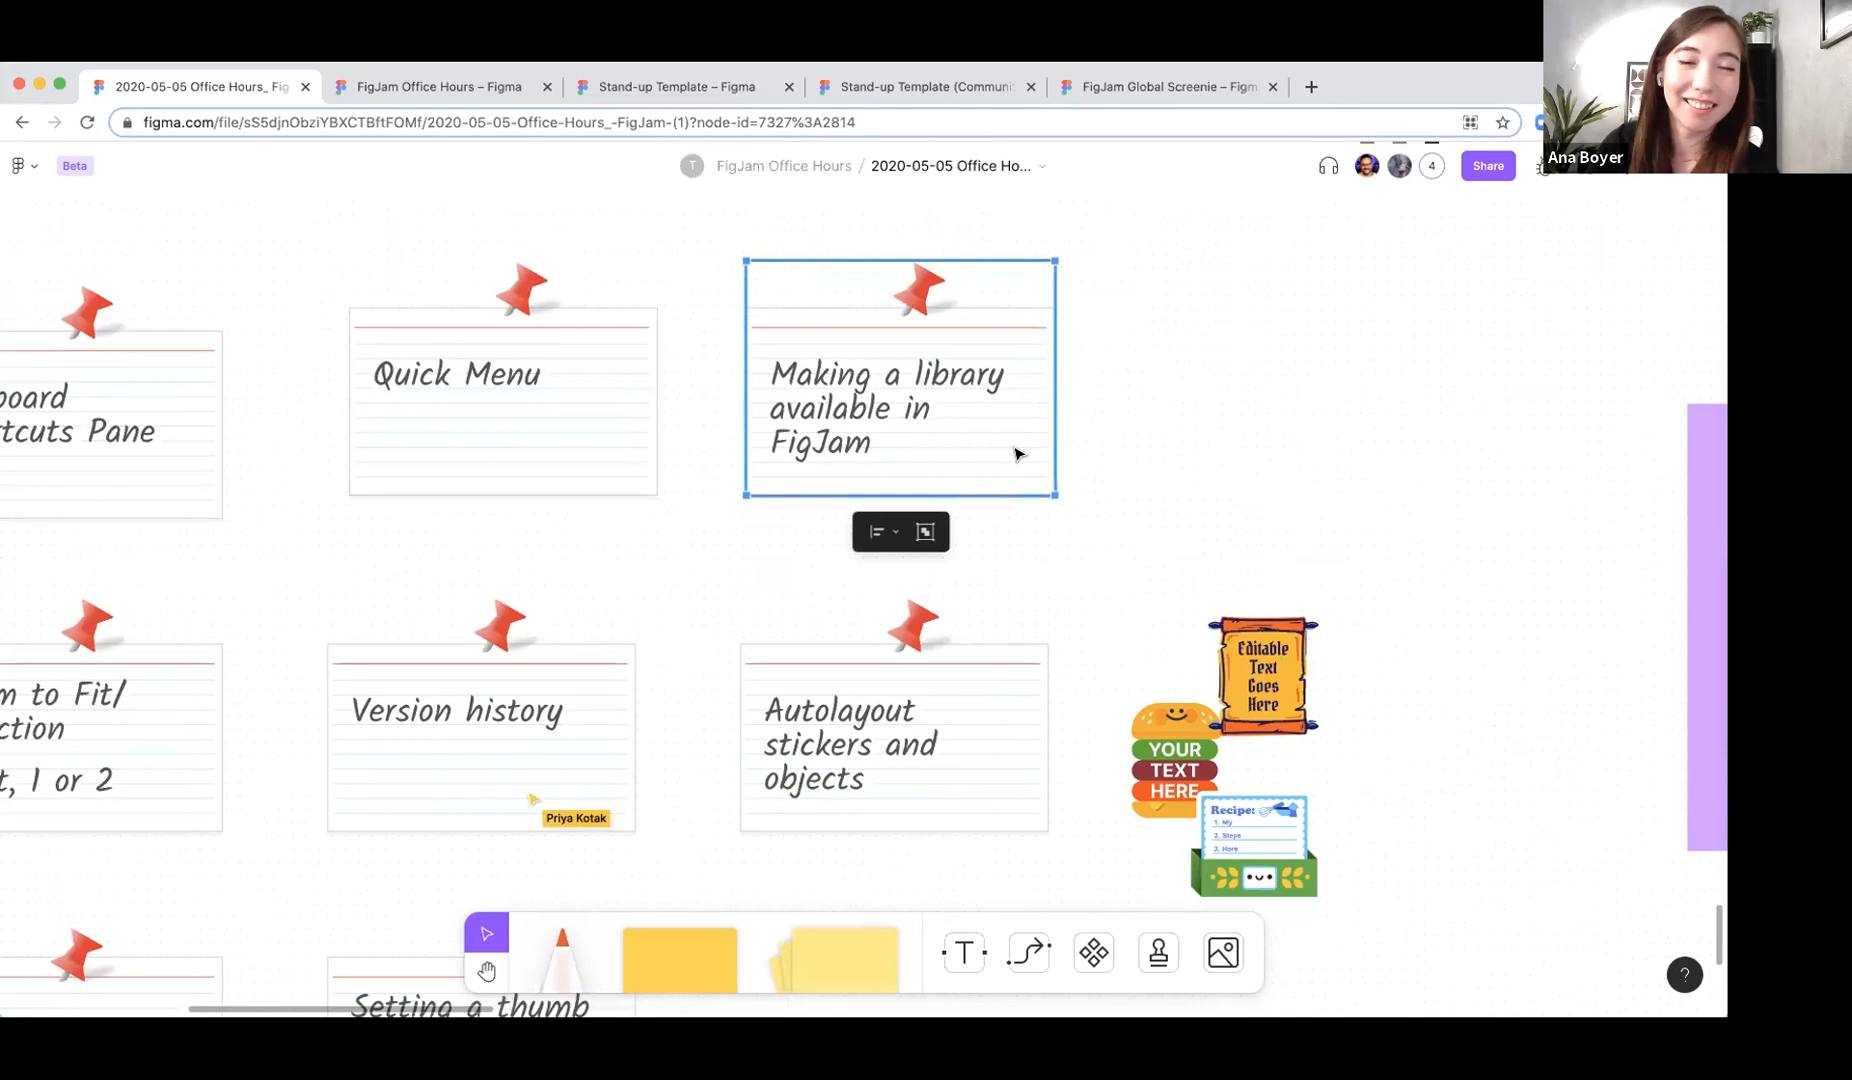 2020-05-05 Office Hours_ Fig
FigJam Office Hours – Figma
Stand-up Template – Figma
Stand-up Template (Communi
FigJam Global Screenie – Figm
figma.com/file/sS5djnObziYBXCTBftFOMf/2020-05-05-Office-Hours_-FigJam-(1)?node-id=7327%3A2814
Ana Boyer
Beta
T
FigJam Office Hours / 2020-05-05 Office Ho...
4
Share
board
rtcuts Pane
Quick Menu
Making a library
available in
FigJam
m to Fit/
ction
t, 1 or 2
Version history
Priya Kotak
Autolayout
stickers and
objects
Editable
Text
Goes
Here
YOUR
TEXT
HERE
Recipe:
1. My
2. Steps
3. Here
Setting a thumb
T
?